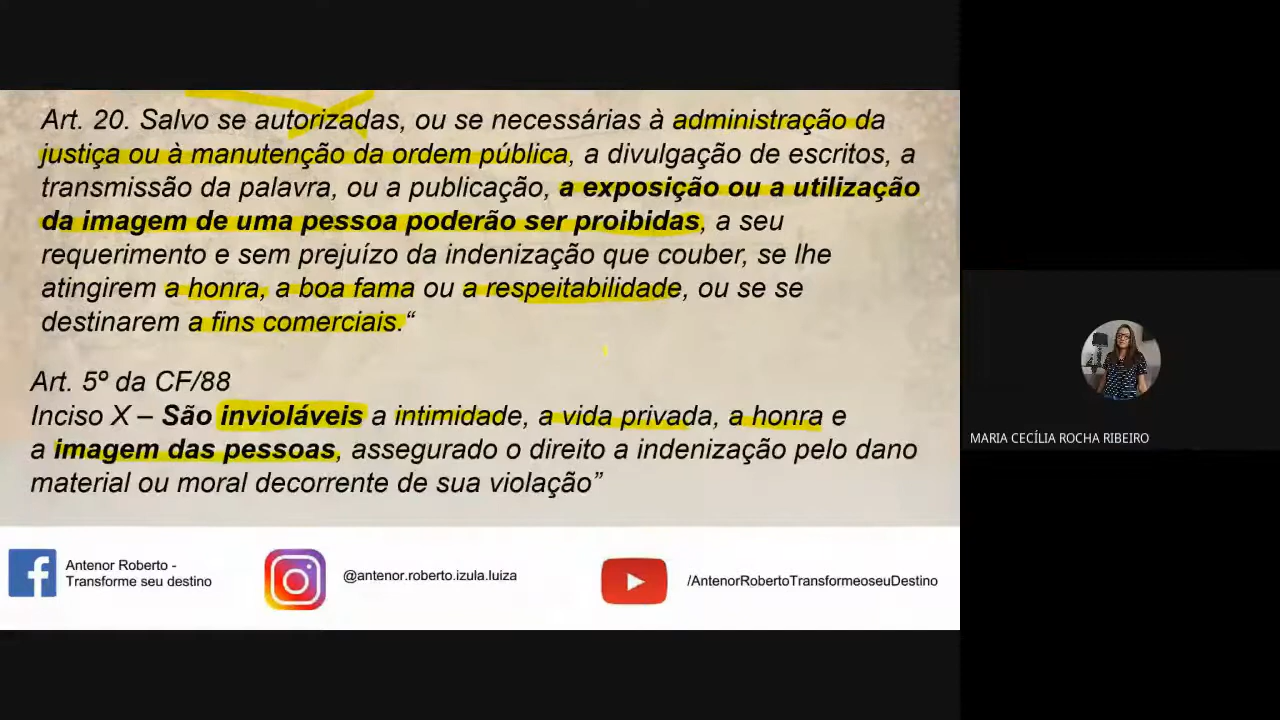 Art. 20. Salvo se autorizadas, ou se necessárias à administração da
justiça ou à manutenção da ordem pública, a divulgação de escritos, a
transmissão da palavra, ou a publicação, a exposição ou a utilização
da imagem de uma pessoa poderão ser proibidas, a seu
requerimento e sem prejuízo da indenização que couber, se lhe
atingirem a honra, a boa fama ou a respeitabilidade, ou se se
destinarem a fins comerciais.“
Art. 5º da CF/88
Inciso X – São invioláveis a intimidade, a vida privada, a honra e
a imagem das pessoas, assegurado o direito a indenização pelo dano
material ou moral decorrente de sua violação”
Antenor Roberto -
Transforme seu destino
@antenor.roberto.izula.luiza
/AntenorRobertoTransformeoseuDestino
MARIA CECÍLIA ROCHA RIBEIRO